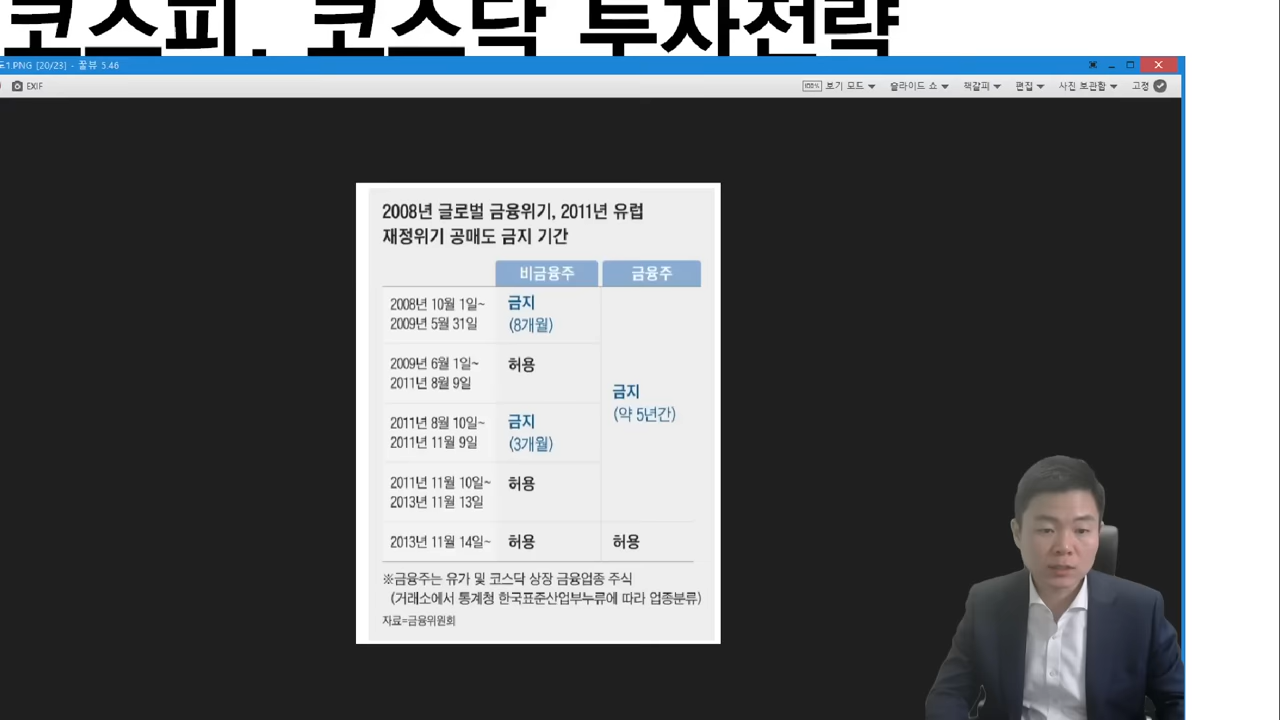 코스피, 코스닥 투자전략
드1.PNG [20/23] - 꿀뷰 5.46
EXIF
100% 보기 모드 슬라이드 쇼 책갈피 편집 사진 보관함 고정
2008년 글로벌 금융위기, 2011년 유럽
재정위기 공매도 금지 기간
비금융주 금융주
2008년 10월 1일~
2009년 5월 31일
금지
(8개월)
2009년 6월 1일~
2011년 8월 9일
허용
금지
(약 5년간)
2011년 8월 10일~
2011년 11월 9일
금지
(3개월)
2011년 11월 10일~
2013년 11월 13일
허용
2013년 11월 14일~ 허용 허용
※금융주는 유가 및 코스닥 상장 금융업종 주식
(거래소에서 통계청 한국표준산업부누류에 따라 업종분류)
자료=금융위원회